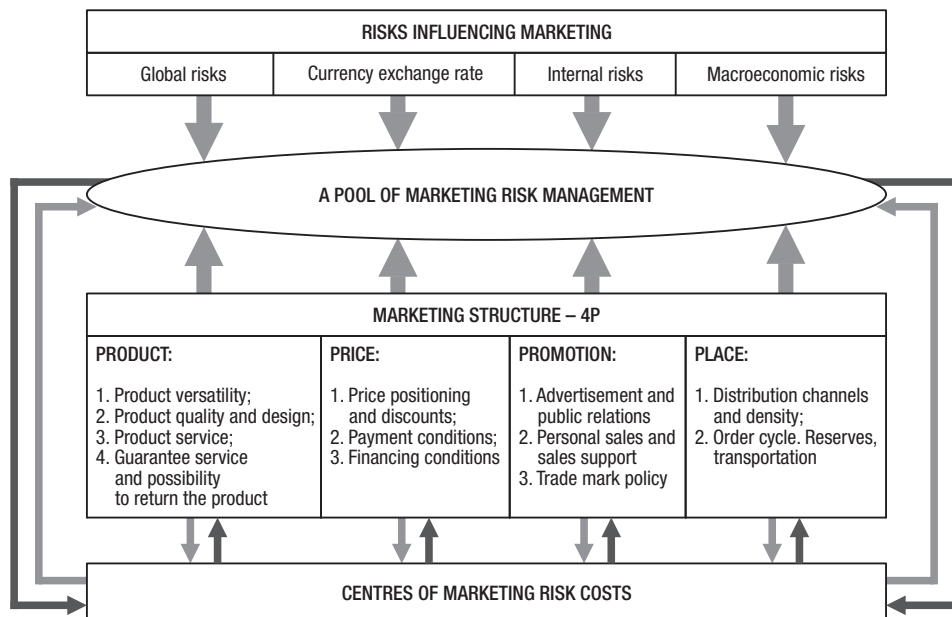 RISKS INFLUENCING MARKETING
Global risks
Currency exchange rate
Internal risks
Macroeconomic risks
A POOL OF MARKETING RISK MANAGEMENT
MARKETING STRUCTURE – 4P
PRODUCT:
1. Product versatility;
2. Product quality and design;
3. Product service;
4. Guarantee service
and possibility
to return the product
PRICE:
1. Price positioning
and discounts;
2. Payment conditions;
3. Financing conditions
PROMOTION:
1. Advertisement and
public relations
2. Personal sales and
sales support
3. Trade mark policy
PLACE:
1. Distribution channels
and density;
2. Order cycle. Reserves,
transportation
CENTRES OF MARKETING RISK COSTS